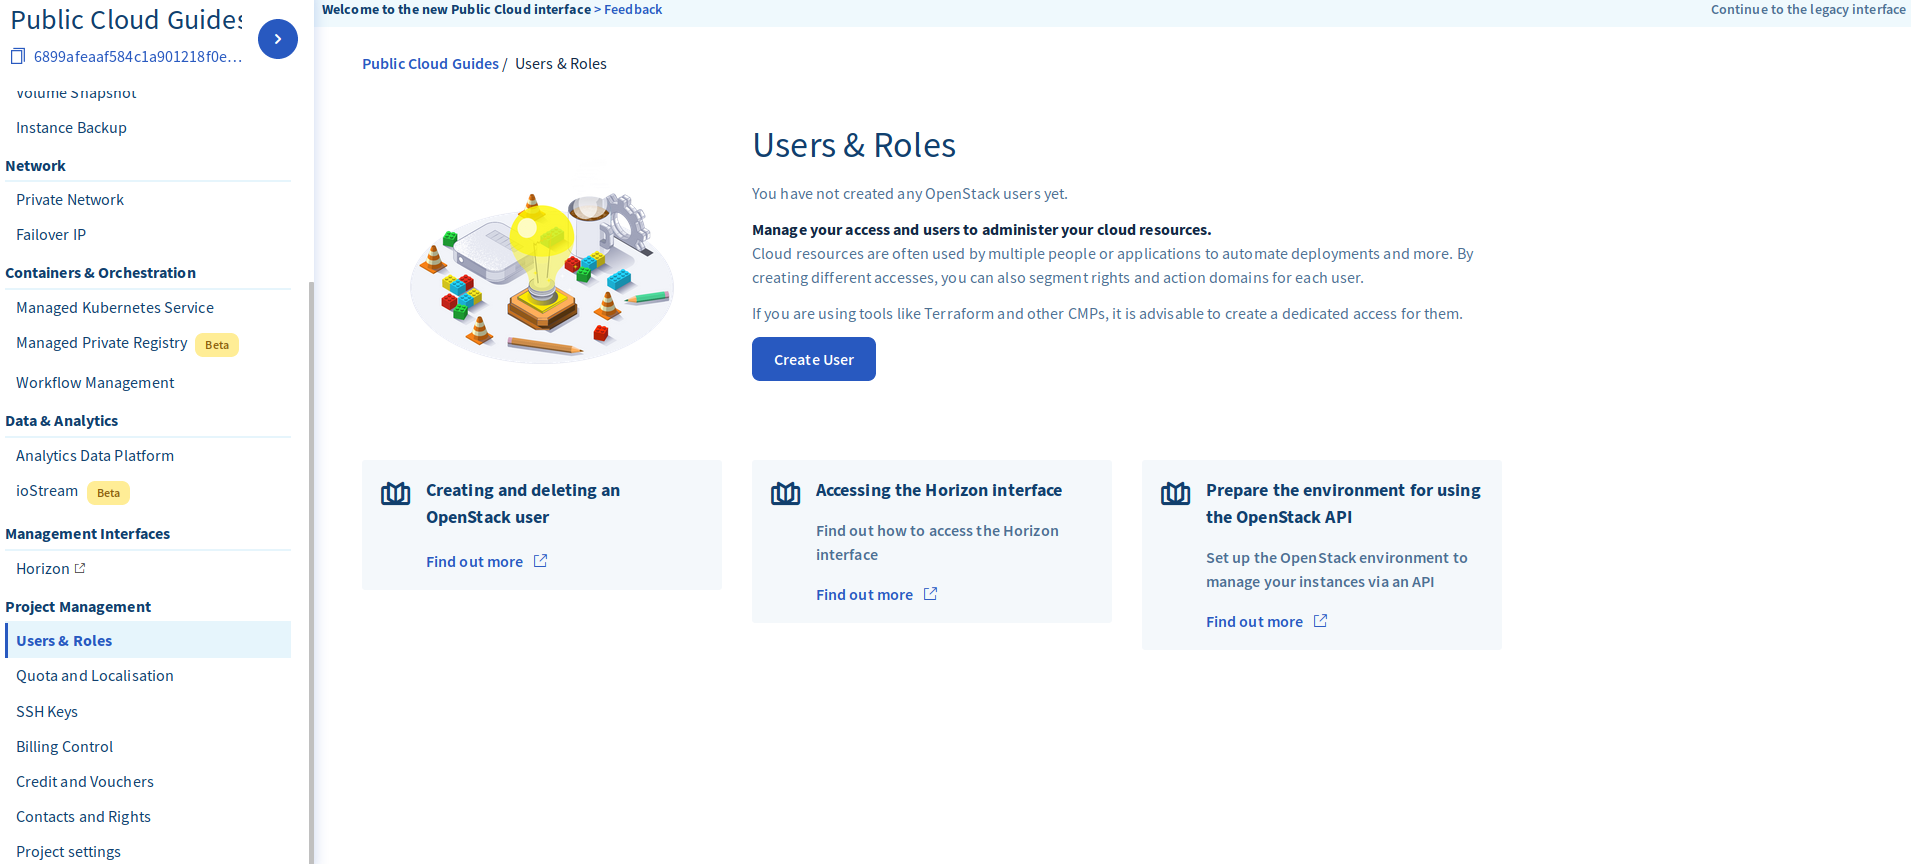 Public Cloud Guides
6899afeaaf584c1a901218f0e…
Volume Snapshot
Instance Backup
Network
Private Network
Failover IP
Containers & Orchestration
Managed Kubernetes Service
Managed Private Registry Beta
Workflow Management
Data & Analytics
Analytics Data Platform
ioStream Beta
Management Interfaces
Horizon
Project Management
Users & Roles
Quota and Localisation
SSH Keys
Billing Control
Credit and Vouchers
Contacts and Rights
Project settings
Welcome to the new Public Cloud interface > Feedback
Continue to the legacy interface
Public Cloud Guides / Users & Roles
Users & Roles
You have not created any OpenStack users yet.
Manage your access and users to administer your cloud resources.
Cloud resources are often used by multiple people or applications to automate deployments and more. By
creating different accesses, you can also segment rights and action domains for each user.
If you are using tools like Terraform and other CMPs, it is advisable to create a dedicated access for them.
Create User
Creating and deleting an
OpenStack user
Find out more
Accessing the Horizon interface
Find out how to access the Horizon
interface
Find out more
Prepare the environment for using
the OpenStack API
Set up the OpenStack environment to
manage your instances via an API
Find out more